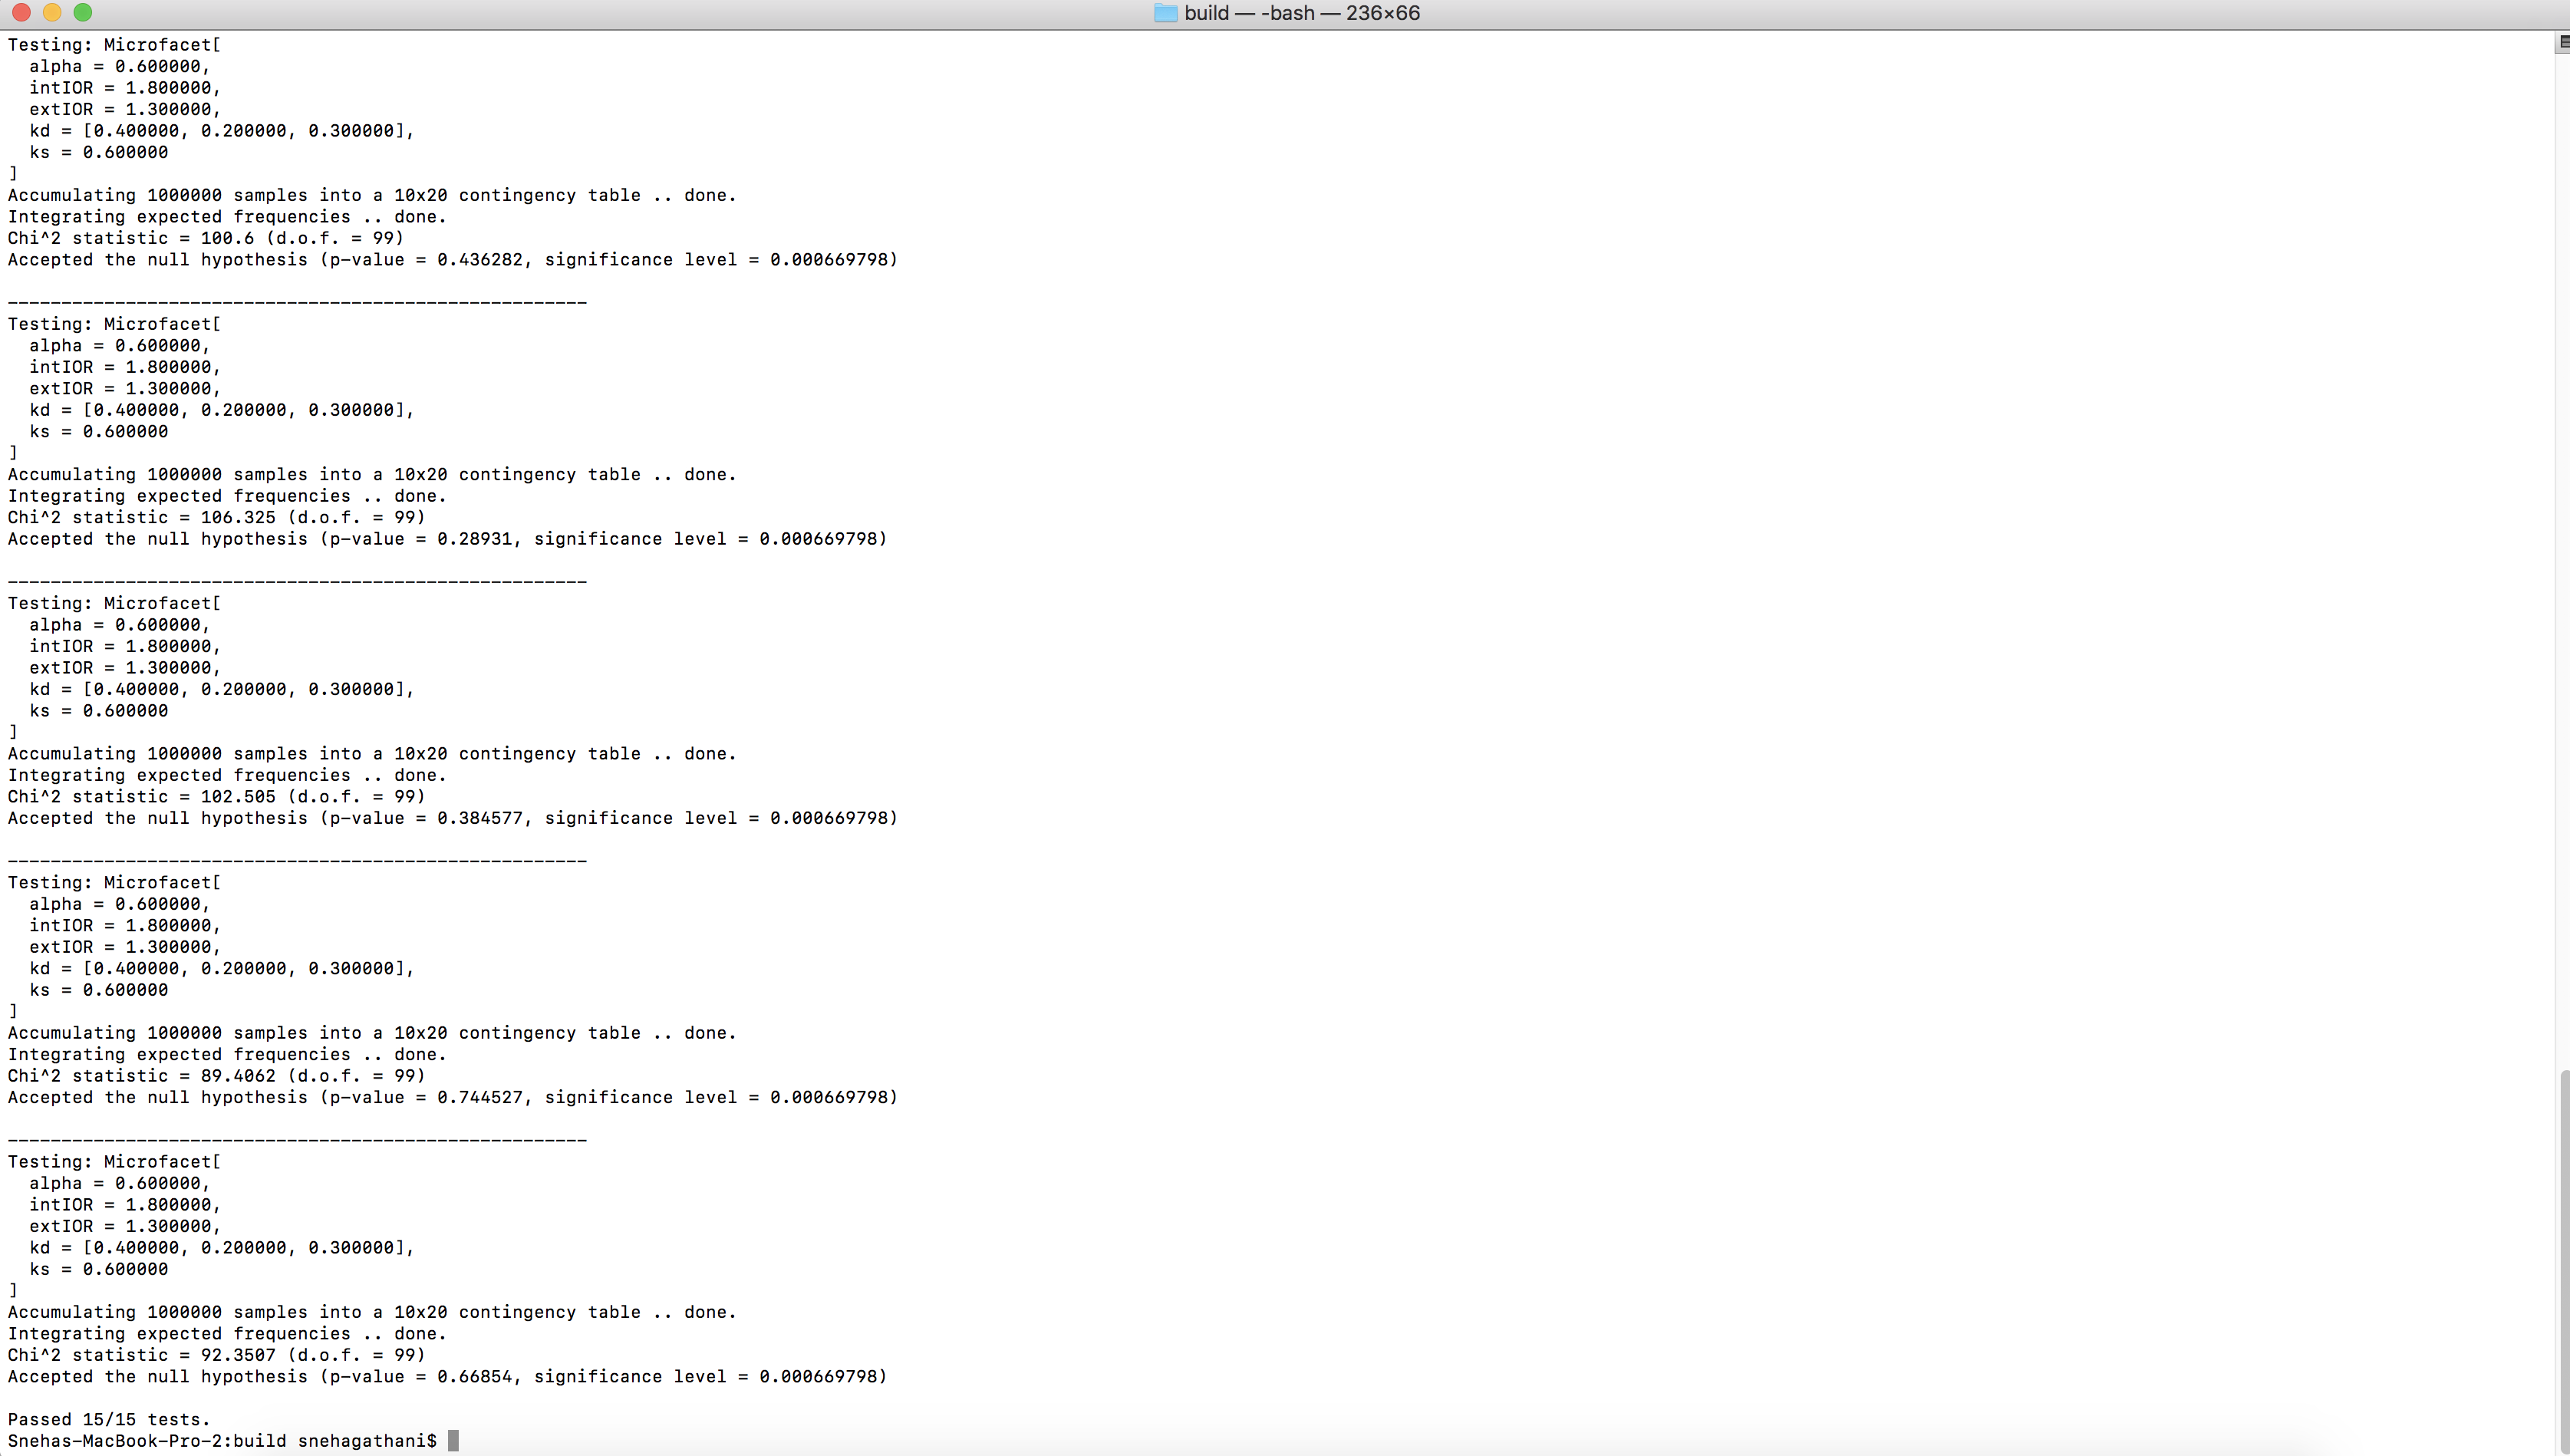 build — -bash — 236×66
Testing: Microfacet[
  alpha = 0.600000,
  intIOR = 1.800000,
  extIOR = 1.300000,
  kd = [0.400000, 0.200000, 0.300000],
  ks = 0.600000
]
Accumulating 1000000 samples into a 10x20 contingency table .. done.
Integrating expected frequencies .. done.
Chi^2 statistic = 100.6 (d.o.f. = 99)
Accepted the null hypothesis (p-value = 0.436282, significance level = 0.000669798)

------------------------------------------------------
Testing: Microfacet[
  alpha = 0.600000,
  intIOR = 1.800000,
  extIOR = 1.300000,
  kd = [0.400000, 0.200000, 0.300000],
  ks = 0.600000
]
Accumulating 1000000 samples into a 10x20 contingency table .. done.
Integrating expected frequencies .. done.
Chi^2 statistic = 106.325 (d.o.f. = 99)
Accepted the null hypothesis (p-value = 0.28931, significance level = 0.000669798)

------------------------------------------------------
Testing: Microfacet[
  alpha = 0.600000,
  intIOR = 1.800000,
  extIOR = 1.300000,
  kd = [0.400000, 0.200000, 0.300000],
  ks = 0.600000
]
Accumulating 1000000 samples into a 10x20 contingency table .. done.
Integrating expected frequencies .. done.
Chi^2 statistic = 102.505 (d.o.f. = 99)
Accepted the null hypothesis (p-value = 0.384577, significance level = 0.000669798)

------------------------------------------------------
Testing: Microfacet[
  alpha = 0.600000,
  intIOR = 1.800000,
  extIOR = 1.300000,
  kd = [0.400000, 0.200000, 0.300000],
  ks = 0.600000
]
Accumulating 1000000 samples into a 10x20 contingency table .. done.
Integrating expected frequencies .. done.
Chi^2 statistic = 89.4062 (d.o.f. = 99)
Accepted the null hypothesis (p-value = 0.744527, significance level = 0.000669798)

------------------------------------------------------
Testing: Microfacet[
  alpha = 0.600000,
  intIOR = 1.800000,
  extIOR = 1.300000,
  kd = [0.400000, 0.200000, 0.300000],
  ks = 0.600000
]
Accumulating 1000000 samples into a 10x20 contingency table .. done.
Integrating expected frequencies .. done.
Chi^2 statistic = 92.3507 (d.o.f. = 99)
Accepted the null hypothesis (p-value = 0.66854, significance level = 0.000669798)

Passed 15/15 tests.
Snehas-MacBook-Pro-2:build snehagathani$